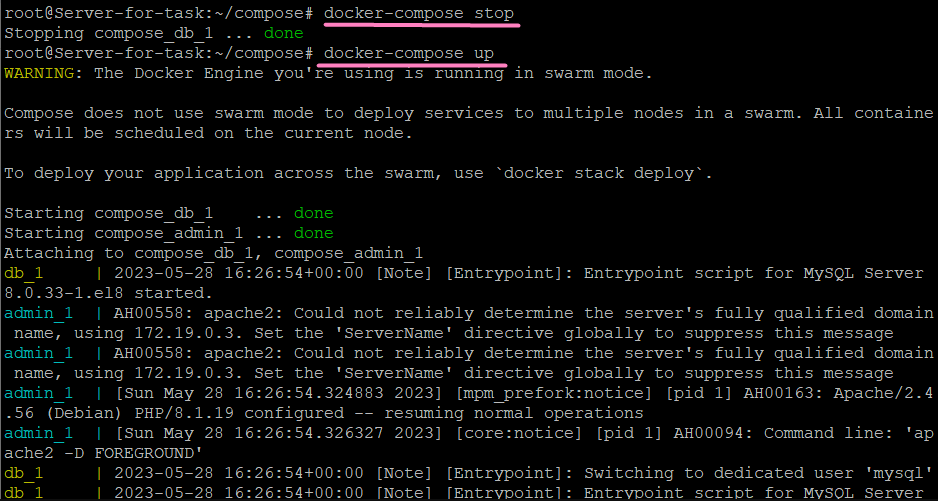 root@Server-for-task:~/compose# docker-compose stop
Stopping compose_db_1 ... done
root@Server-for-task:~/compose# docker-compose up
WARNING: The Docker Engine you're using is running in swarm mode.
Compose does not use swarm mode to deploy services to multiple nodes in a swarm. All containe
rs will be scheduled on the current node.
To deploy your application across the swarm, use `docker stack deploy`.
Starting compose_db_1    ... done
Starting compose_admin_1 ... done
Attaching to compose_db_1, compose_admin_1
db_1     | 2023-05-28 16:26:54+00:00 [Note] [Entrypoint]: Entrypoint script for MySQL Server
8.0.33-1.el8 started.
admin_1  | AH00558: apache2: Could not reliably determine the server's fully qualified domain
 name, using 172.19.0.3. Set the 'ServerName' directive globally to suppress this message
admin_1  | AH00558: apache2: Could not reliably determine the server's fully qualified domain
 name, using 172.19.0.3. Set the 'ServerName' directive globally to suppress this message
admin_1  | [Sun May 28 16:26:54.324883 2023] [mpm_prefork:notice] [pid 1] AH00163: Apache/2.4
.56 (Debian) PHP/8.1.19 configured -- resuming normal operations
admin_1  | [Sun May 28 16:26:54.326327 2023] [core:notice] [pid 1] AH00094: Command line: 'ap
ache2 -D FOREGROUND'
db_1     | 2023-05-28 16:26:54+00:00 [Note] [Entrypoint]: Switching to dedicated user 'mysql'
db_1     | 2023-05-28 16:26:54+00:00 [Note] [Entrypoint]: Entrypoint script for MySQL Server